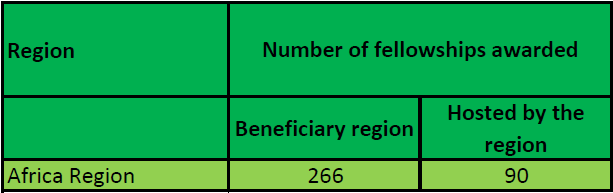 Region
Number of fellowships awarded
Beneficiary region
Hosted by the
region
Africa Region
266
90